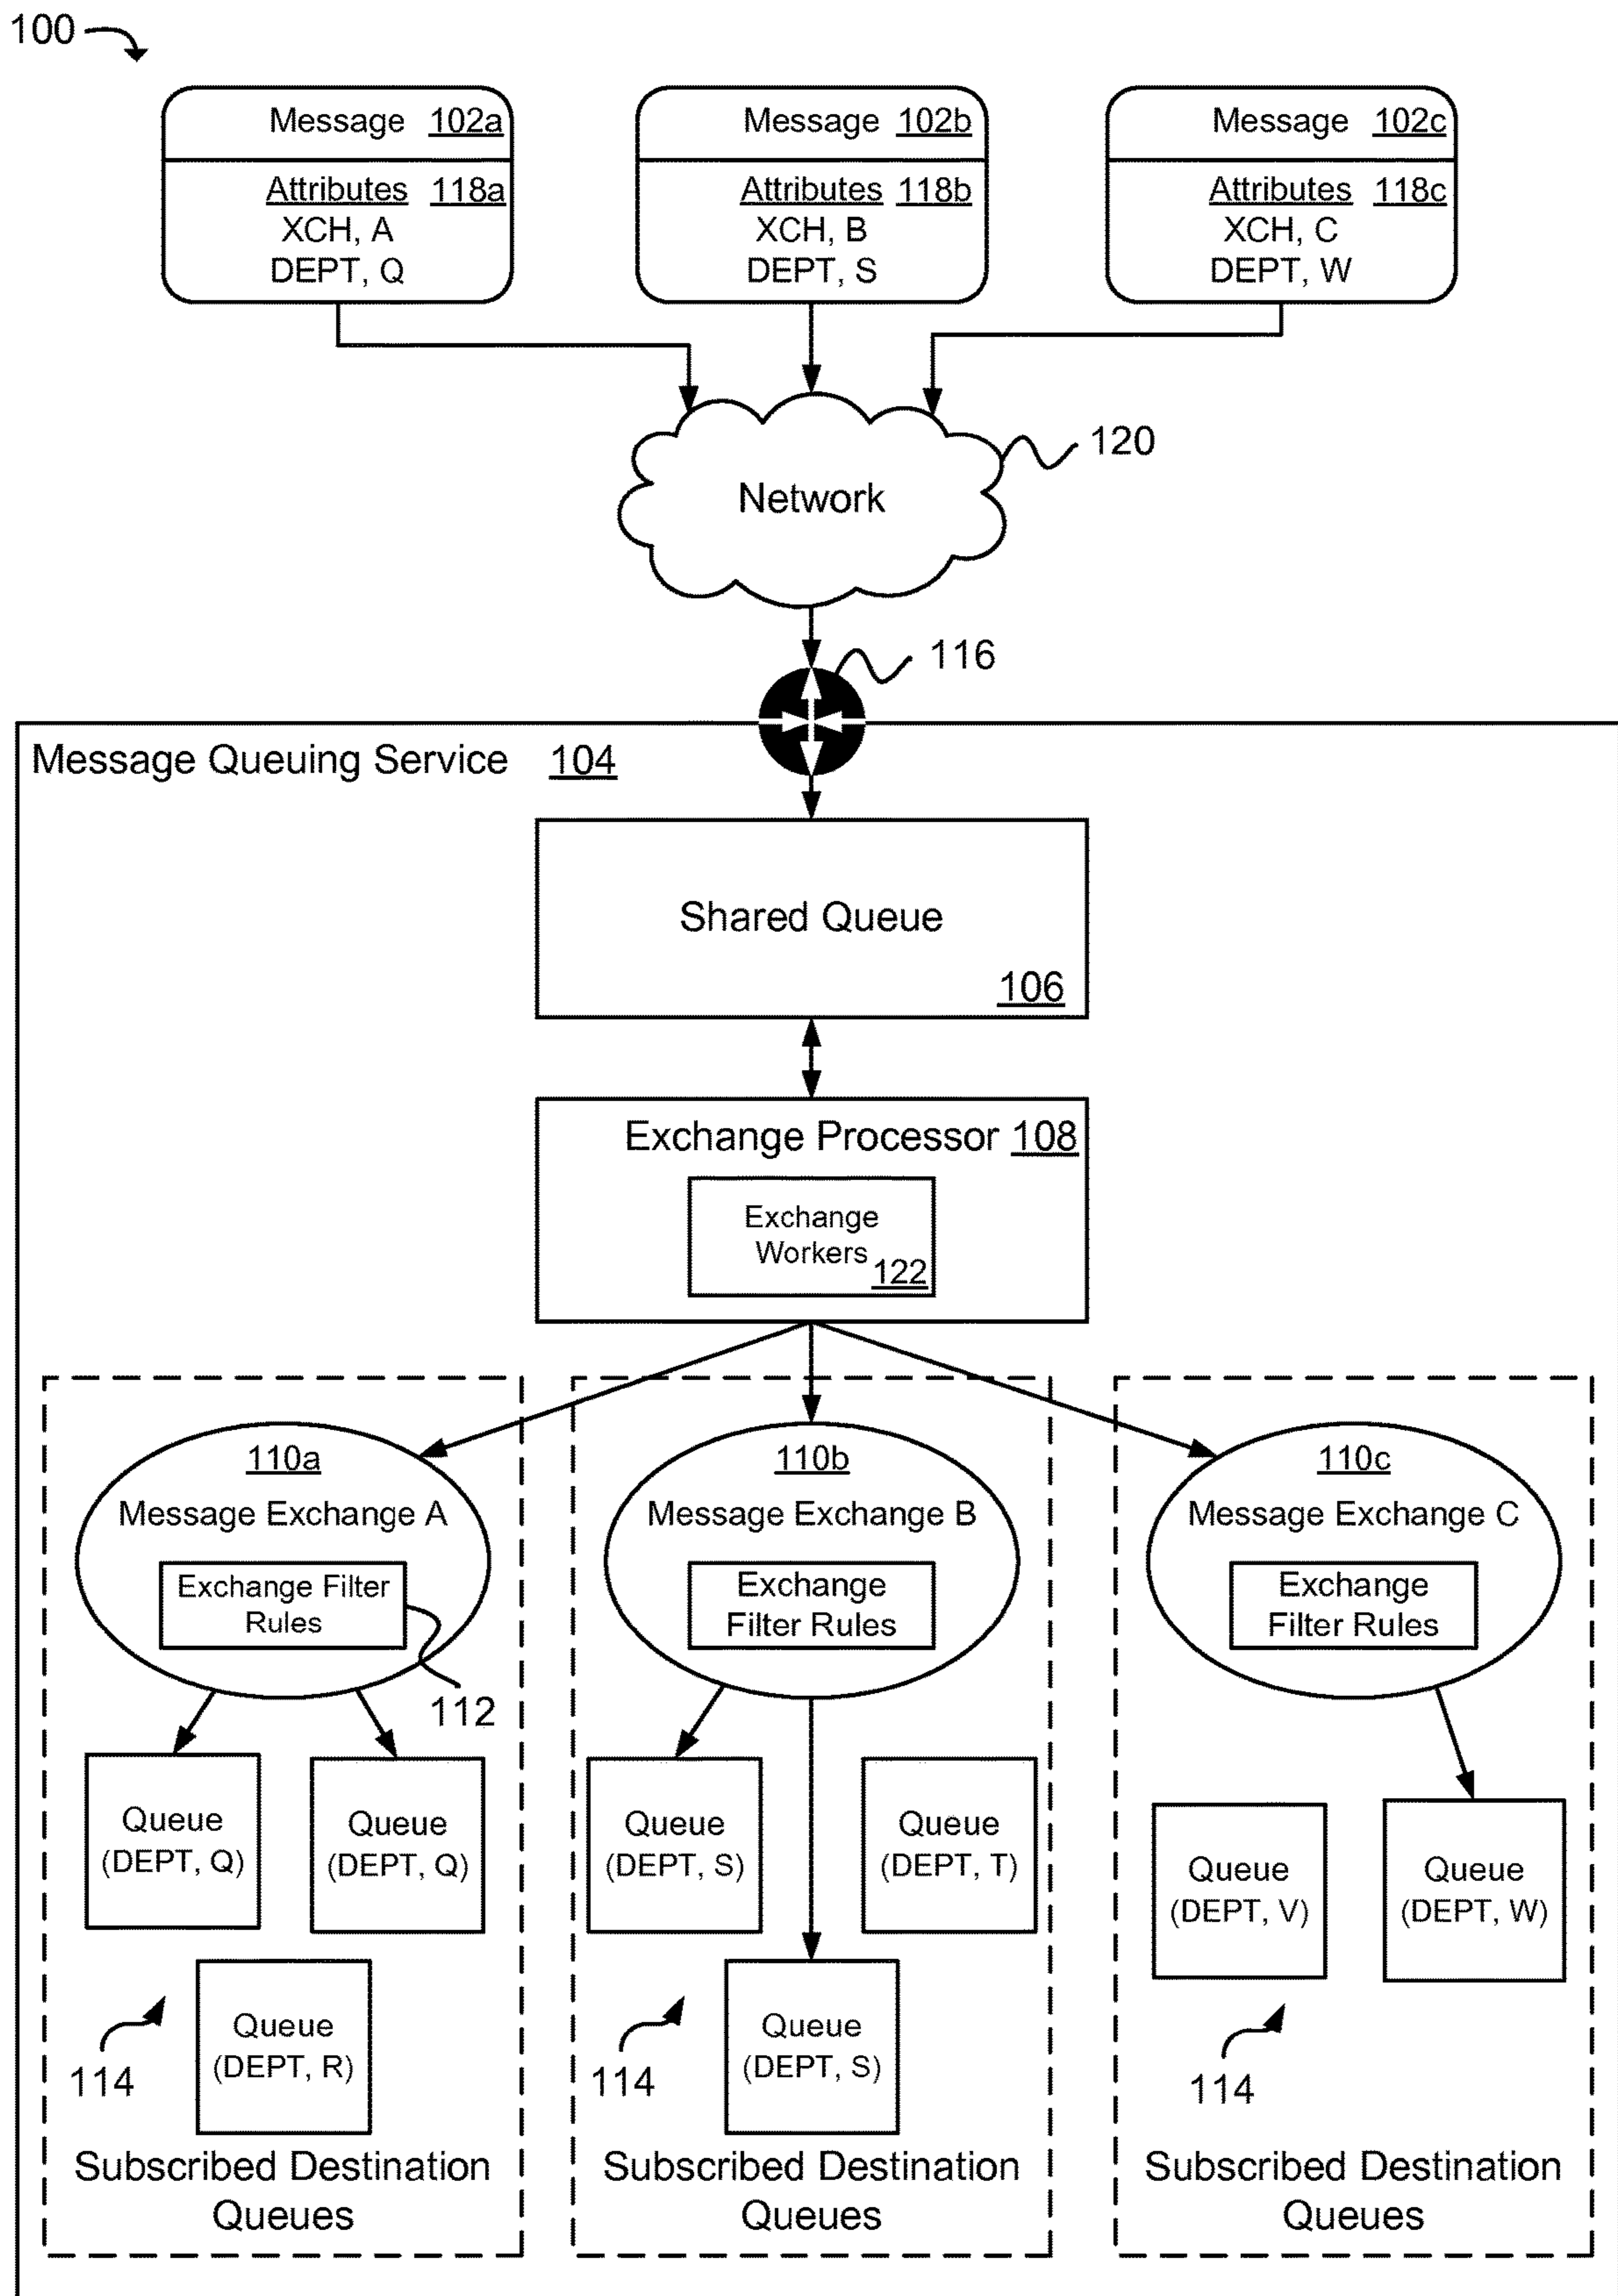 100
Message 102a
Attributes 118a
XCH, A
DEPT, Q
Message 102b
Attributes 118b
XCH, B
DEPT, S
Message 102c
Attributes 118c
XCH, C
DEPT, W
120
Network
116
Message Queuing Service 104
Shared Queue
106
Exchange Processor 108
Exchange
Workers 122
110a
Message Exchange A
Exchange Filter
Rules
112
Queue
(DEPT, Q)
Queue
(DEPT, Q)
Queue
(DEPT, R)
114
Subscribed Destination
Queues
110b
Message Exchange B
Exchange
Filter Rules
Queue
(DEPT, S)
Queue
(DEPT, T)
Queue
(DEPT, S)
114
Subscribed Destination
Queues
110c
Message Exchange C
Exchange
Filter Rules
Queue
(DEPT, V)
Queue
(DEPT, W)
114
Subscribed Destination
Queues